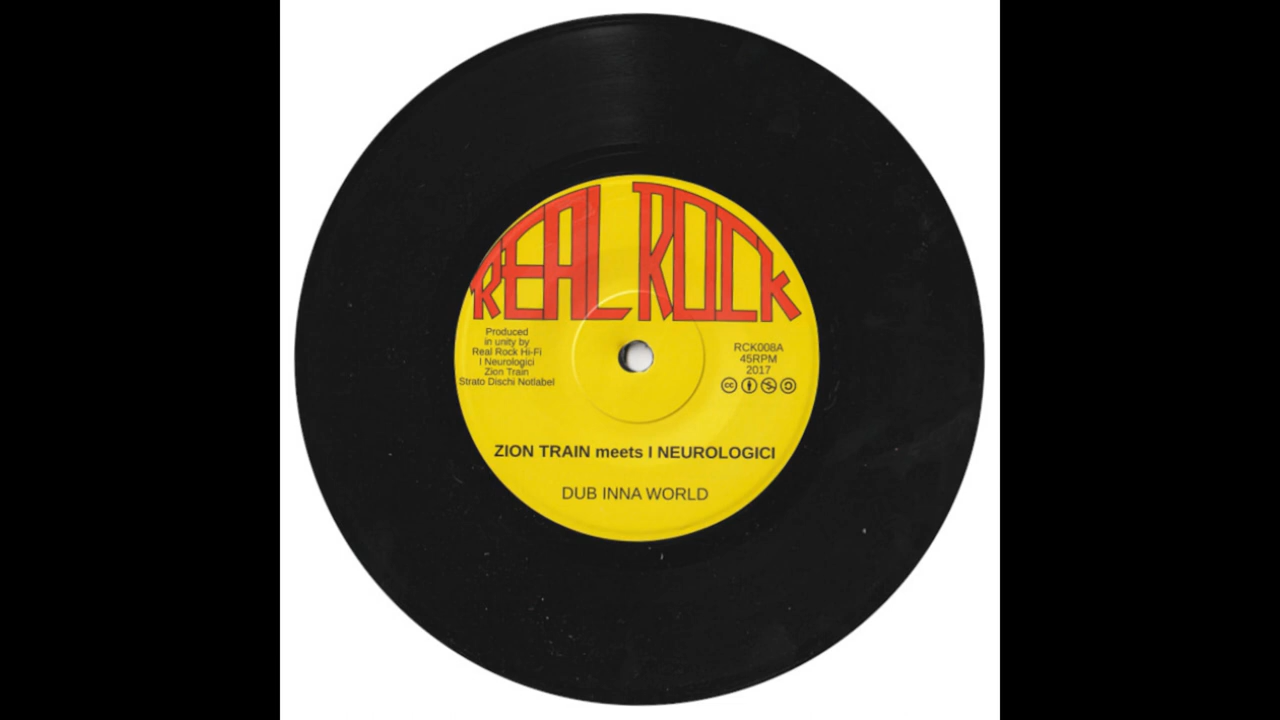 REAL ROCK
Produced
in unity by
Real Rock Hi-Fi
I Neurologici
Zion Train
Strato Dischi Notlabel
RCK008A
45RPM
2017
ZION TRAIN meets I NEUROLOGICI
DUB INNA WORLD